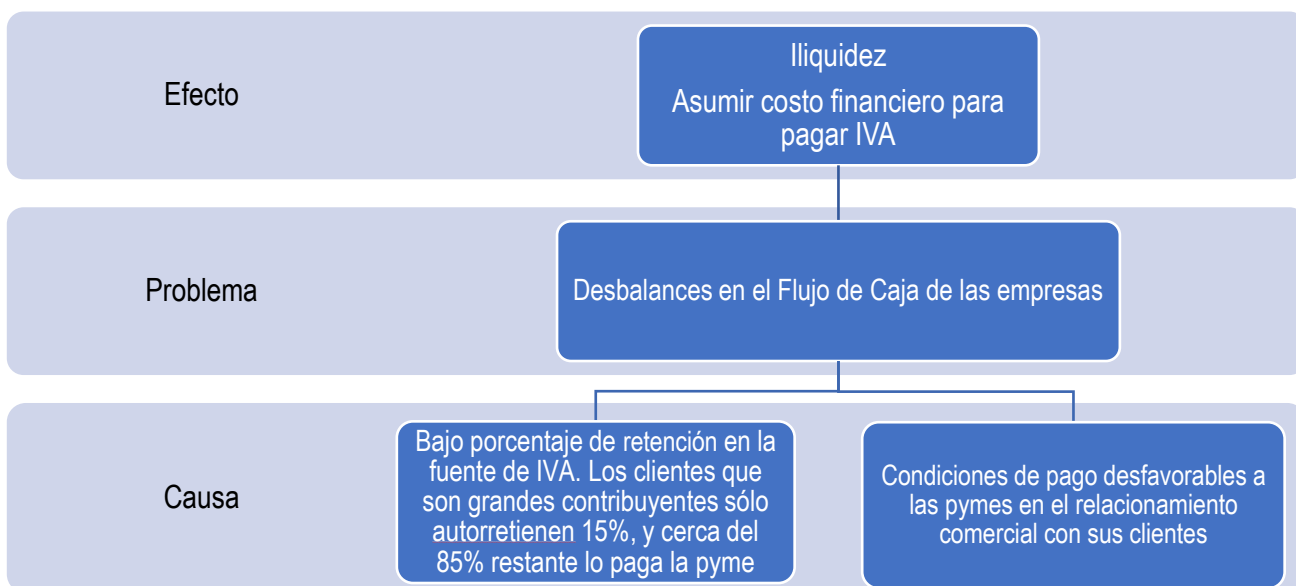 Efecto
Iliquidez
Asumir costo financiero para
pagar IVA
Problema
Desbalances en el Flujo de Caja de las empresas
Causa
Bajo porcentaje de retención en la
fuente de IVA. Los clientes que
son grandes contribuyentes sólo
autorretienen 15%, y cerca del
85% restante lo paga la pyme
Condiciones de pago desfavorables a
las pymes en el relacionamiento
comercial con sus clientes